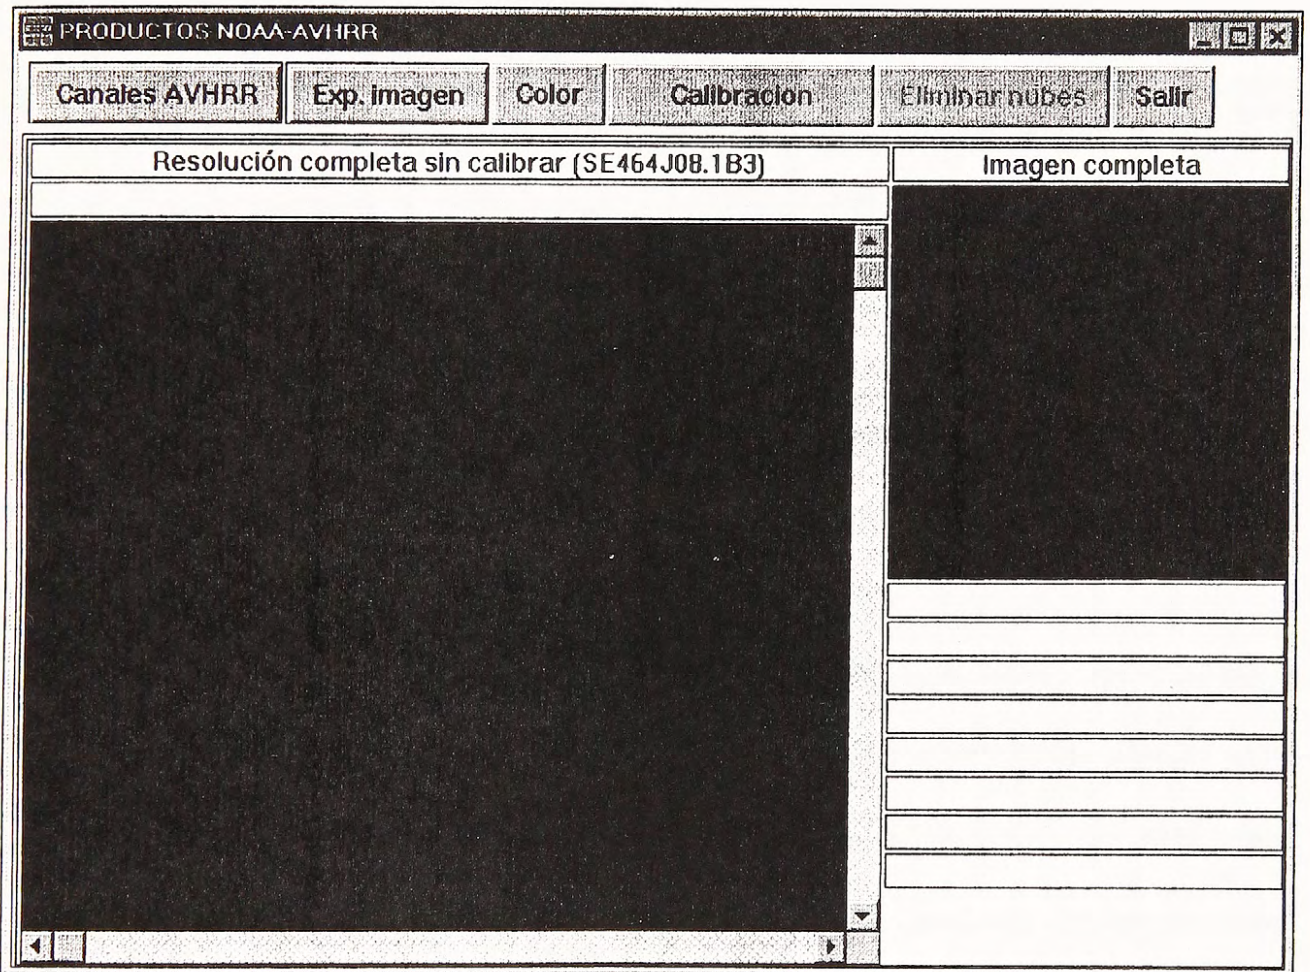 PRODUCTOS NOAA-AVHRR
Canales AVHRR Exp. imagen Color Calibracion Eliminar nubes Salir
Resolución completa sin calibrar (SE464J08.1B3)
Imagen completa